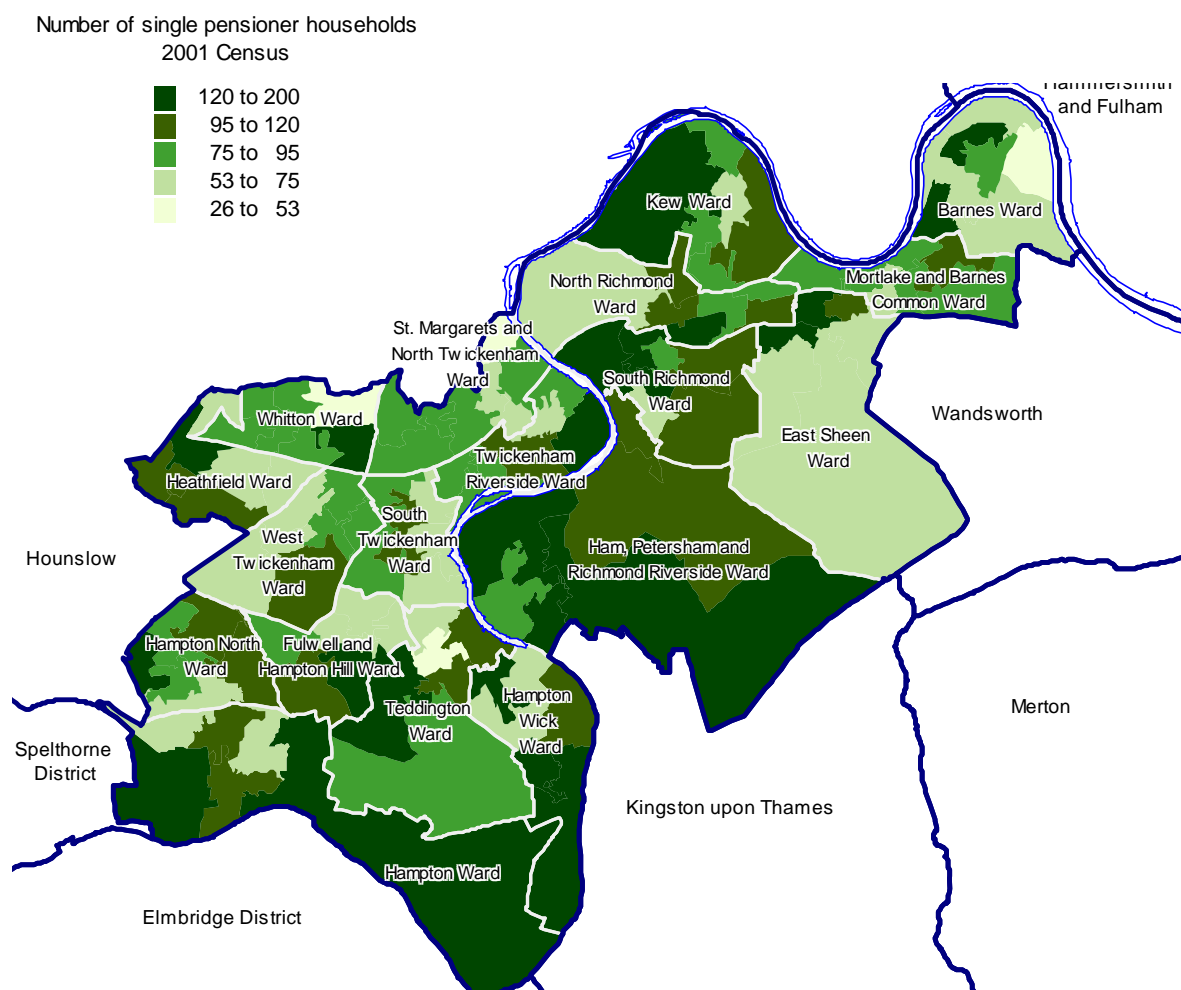 Number of single pensioner households
2001 Census
120 to 200
95 to 120
75 to 95
53 to 75
26 to 53
Hammersmith
and Fulham
Kew Ward
Barnes Ward
North Richmond
Ward
Mortlake and Barnes
Common Ward
St. Margarets and
North Twickenham
Ward
South Richmond
Ward
Whitton Ward
Wandsworth
East Sheen
Ward
Twickenham
Riverside Ward
Heathfield Ward
South
Twickenham
Ward
West
Twickenham
Ward
Hounslow
Ham, Petersham and
Richmond Riverside Ward
Hampton North
Ward
Fulwell and
Hampton Hill Ward
Teddington
Ward
Hampton
Wick
Ward
Merton
Spelthorne
District
Kingston upon Thames
Hampton Ward
Elmbridge District